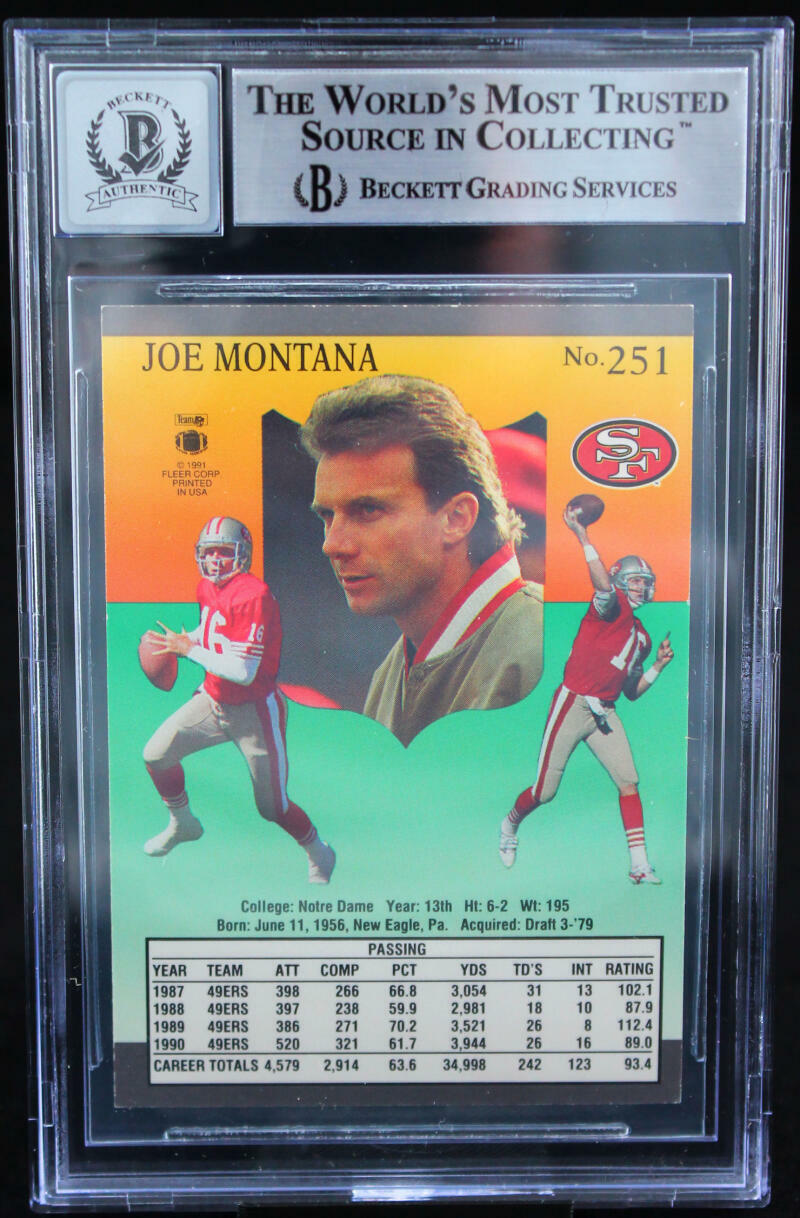 BECKETT
B
AUTHENTIC
THE WORLD'S MOST TRUSTED
SOURCE IN COLLECTING™
B BECKETT GRADING SERVICES
JOE MONTANA
No. 251
Team NFL
© 1991
FLEER CORP.
PRINTED
IN USA
SF
16
16
16
College: Notre Dame Year: 13th Ht: 6-2 Wt: 195
Born: June 11, 1956, New Eagle, Pa. Acquired: Draft 3-'79
PASSING
YEAR TEAM ATT COMP PCT YDS TD'S INT RATING
1987 49ERS 398 266 66.8 3,054 31 13 102.1
1988 49ERS 397 238 59.9 2,981 18 10 87.9
1989 49ERS 386 271 70.2 3,521 26 8 112.4
1990 49ERS 520 321 61.7 3,944 26 16 89.0
CAREER TOTALS 4,579 2,914 63.6 34,998 242 123 93.4